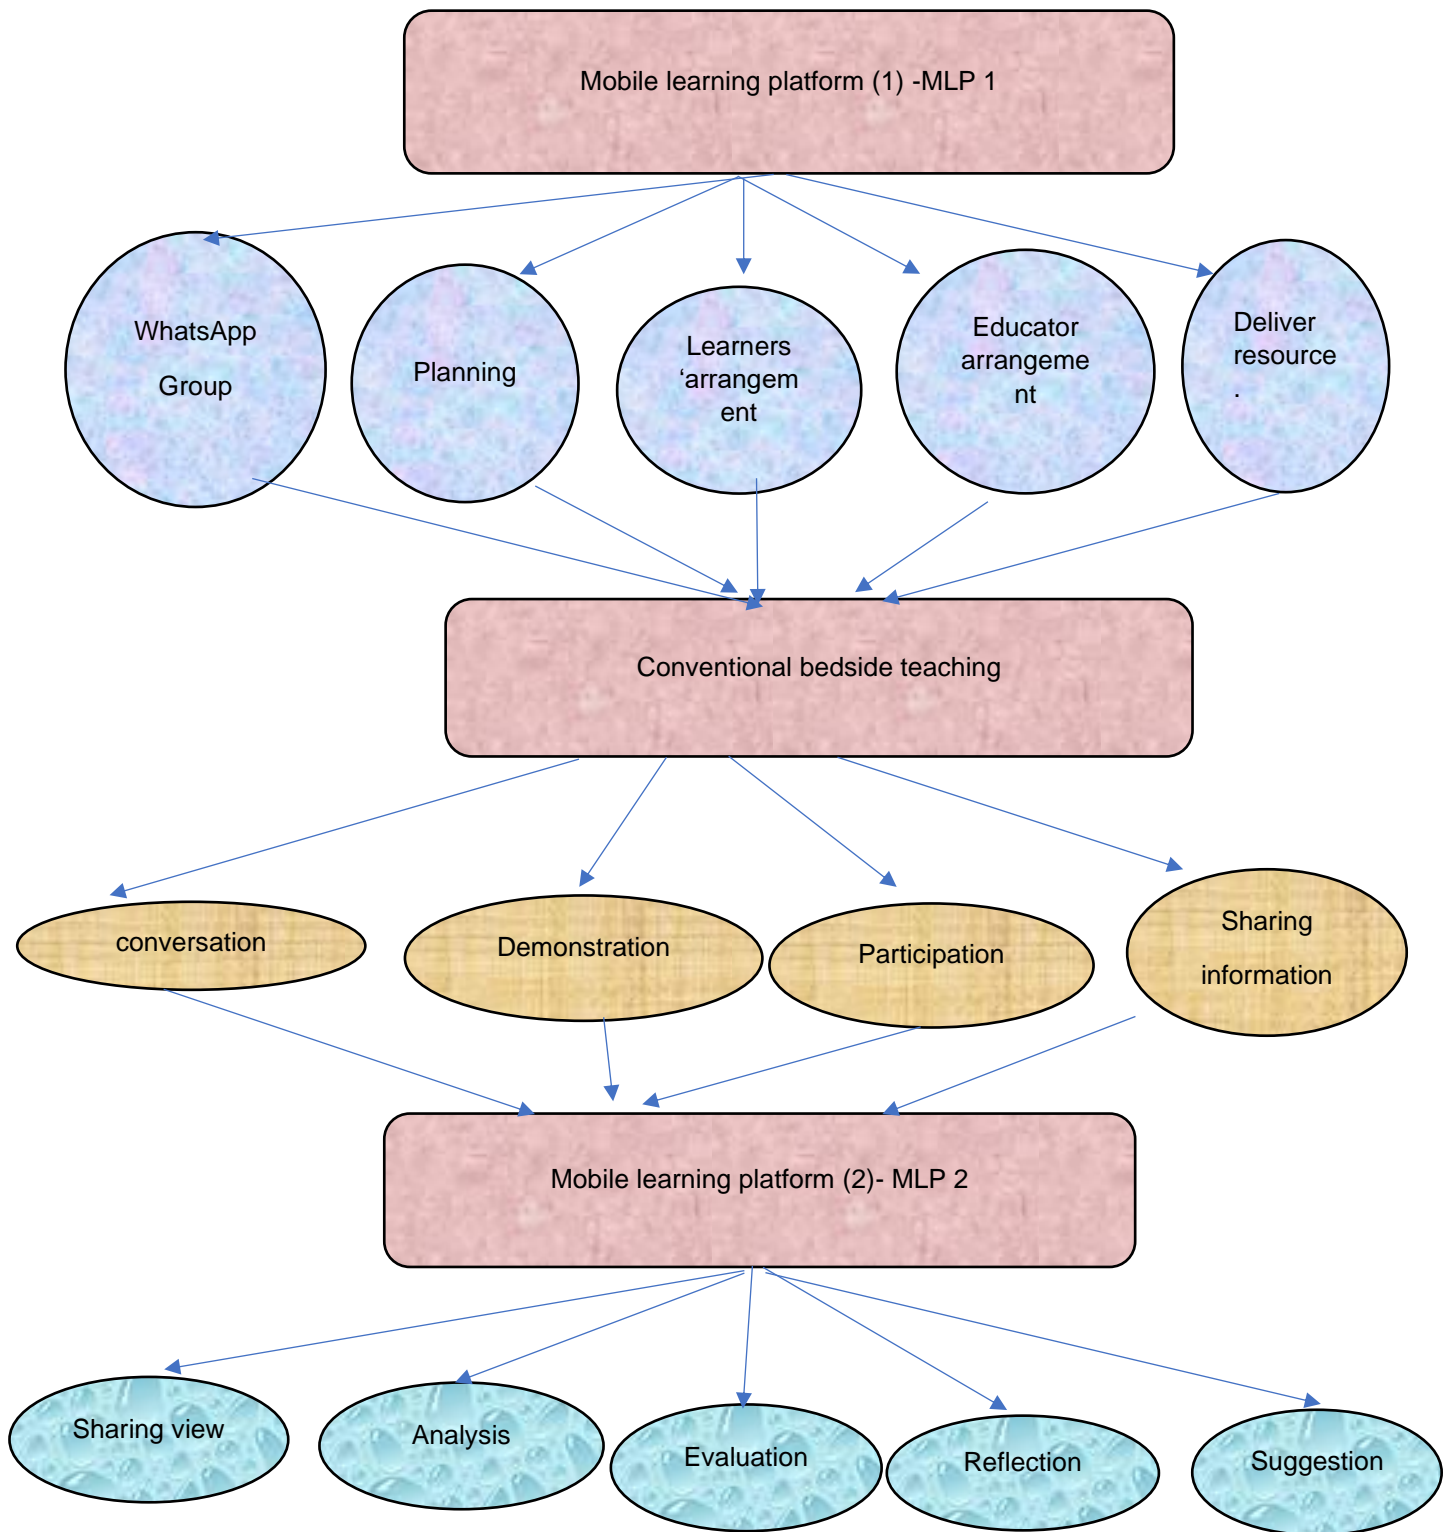 Mobile learning platform (1) -MLP 1
WhatsApp
Group
Planning
Learners
‘arrangem
ent
Educator
arrangeme
nt
Deliver
resource
.
Conventional bedside teaching
conversation
Demonstration
Participation
Sharing
information
Mobile learning platform (2)- MLP 2
Sharing view
Analysis
Evaluation
Reflection
Suggestion